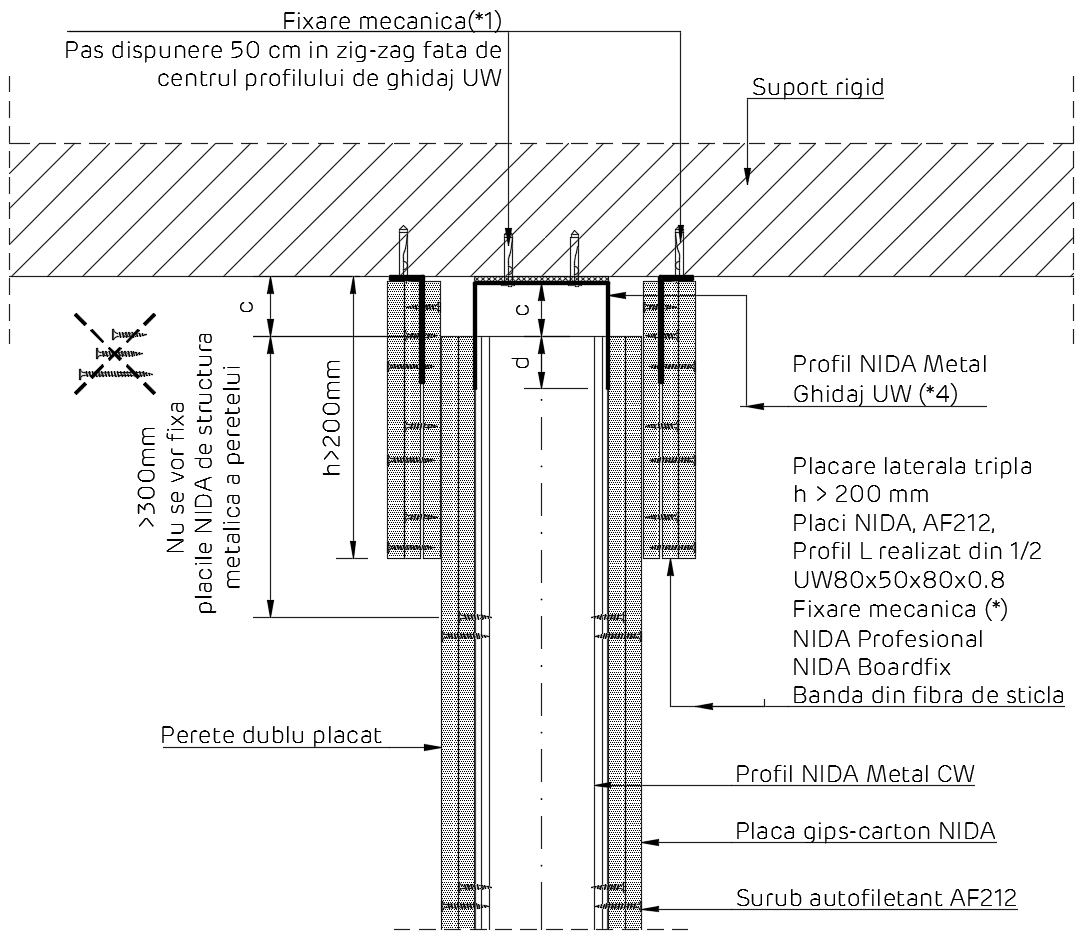 Fixare mecanica(*1)
Pas dispunere 50 cm in zig-zag fata de
centrul profilului de ghidaj UW
Suport rigid
c
c
d
h>200mm
>300mm
Nu se vor fixa
placile NIDA de structura
metalica a peretelui
Profil NIDA Metal
Ghidaj UW (*4)
Placare laterala tripla
h > 200 mm
Placi NIDA, AF212,
Profil L realizat din 1/2
UW80x50x80x0.8
Fixare mecanica (*)
NIDA Profesional
NIDA Boardfix
Banda din fibra de sticla
Perete dublu placat
Profil NIDA Metal CW
Placa gips-carton NIDA
Surub autofiletant AF212